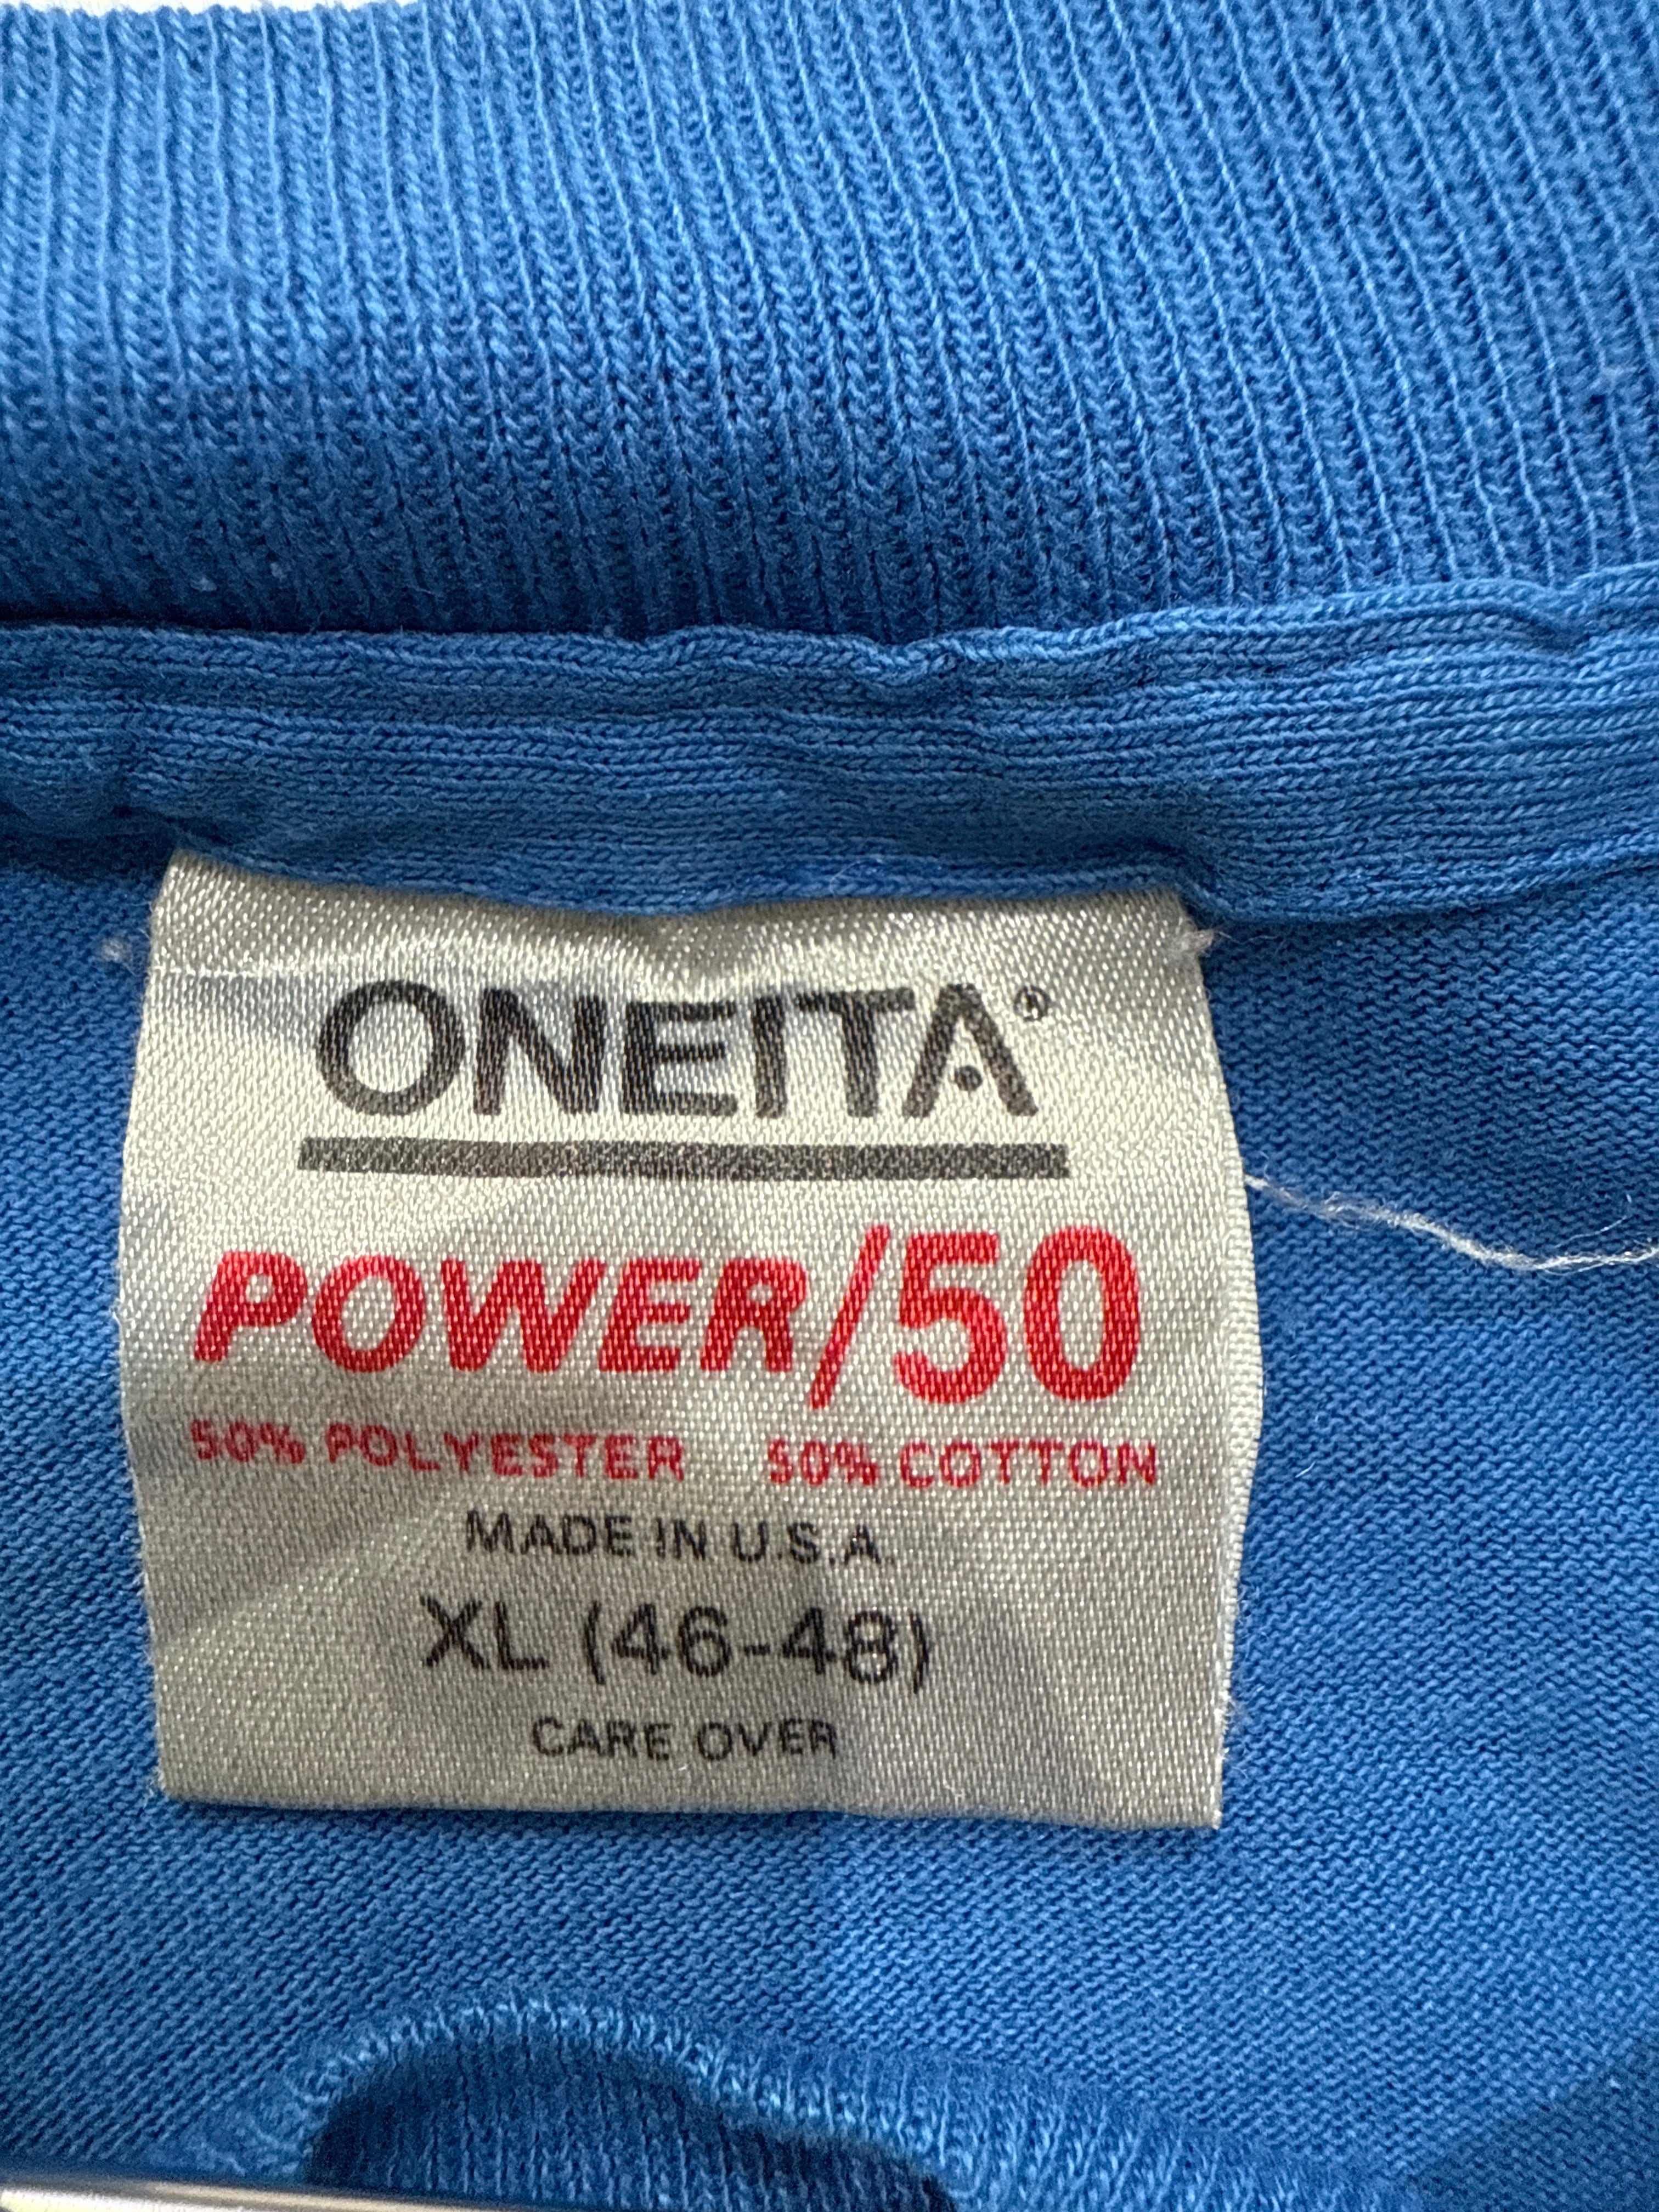 ONEITA®
POWER/50
50% POLYESTER 50% COTTON
MADE IN U.S.A.
XL (46-48)
CARE OVER